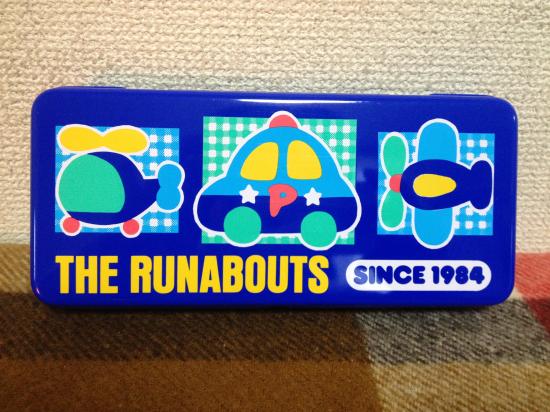 P
THE RUNABOUTS
SINCE 1984